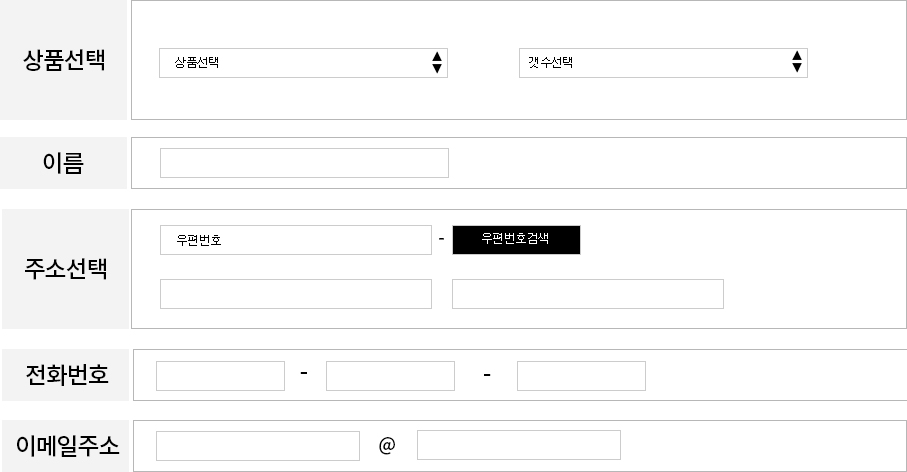 상품선택
상품선택
갯수선택
이름
우편번호 - 우편번호검색
주소선택
전화번호 - -
이메일주소 @